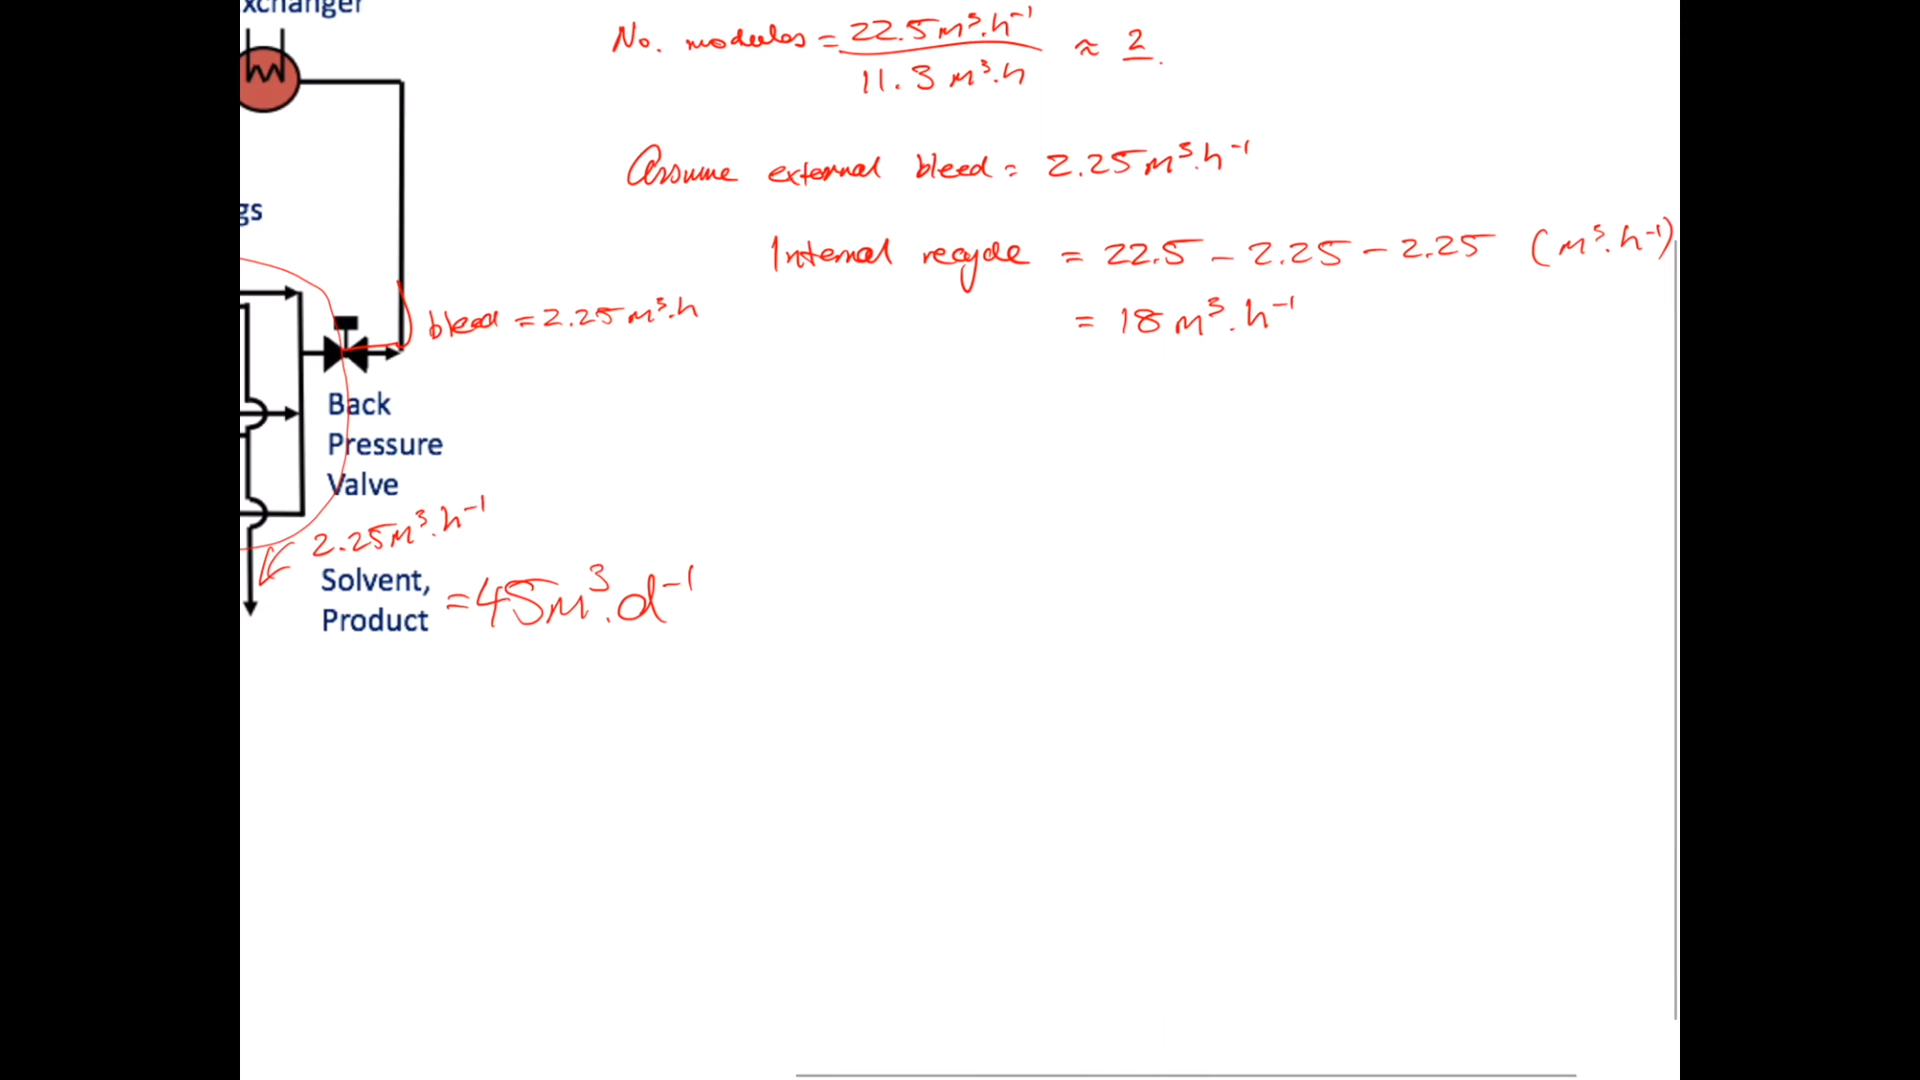 xchanger
No. modules = 22.5 m³.h⁻¹ / 11.3 m³.h ≈ 2.
Assume external bleed = 2.25 m³.h⁻¹
gs
Internal recycle = 22.5 – 2.25 – 2.25 (m³.h⁻¹)
= 18 m³.h⁻¹
bleed = 2.25 m³.h
Back
Pressure
Valve
2.25 m³.h⁻¹
Solvent,
Product
= 45 m³.d⁻¹